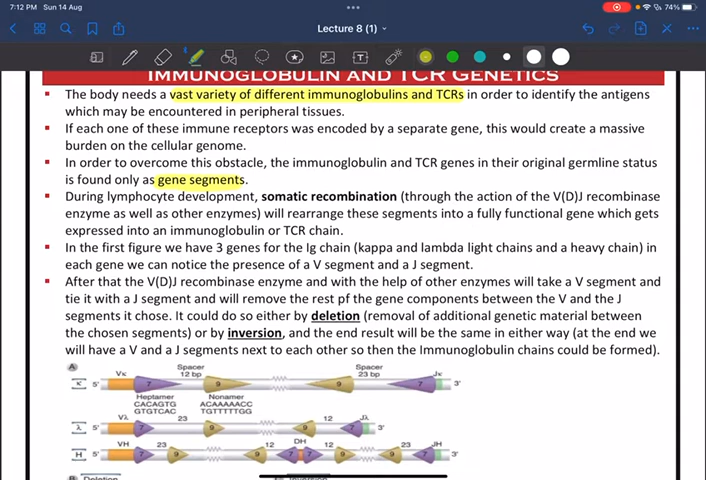 7:12 PM Sun 14 Aug
74%
Lecture 8 (1)
IMMUNOGLOBULIN AND TCR GENETICS
▪ The body needs a vast variety of different immunoglobulins and TCRs in order to identify the antigens
which may be encountered in peripheral tissues.
▪ If each one of these immune receptors was encoded by a separate gene, this would create a massive
burden on the cellular genome.
▪ In order to overcome this obstacle, the immunoglobulin and TCR genes in their original germline status
is found only as gene segments.
▪ During lymphocyte development, somatic recombination (through the action of the V(D)J recombinase
enzyme as well as other enzymes) will rearrange these segments into a fully functional gene which gets
expressed into an immunoglobulin or TCR chain.
▪ In the first figure we have 3 genes for the Ig chain (kappa and lambda light chains and a heavy chain) in
each gene we can notice the presence of a V segment and a J segment.
▪ After that the V(D)J recombinase enzyme and with the help of other enzymes will take a V segment and
tie it with a J segment and will remove the rest pf the gene components between the V and the J
segments it chose. It could do so either by deletion (removal of additional genetic material between
the chosen segments) or by inversion, and the end result will be the same in either way (at the end we
will have a V and a J segments next to each other so then the Immunoglobulin chains could be formed).
A
Vκ Spacer 12 bp Spacer 23 bp Jκ
κ 5' 7 9 9 7 3'
Heptamer Nonamer
CACAGTG ACAAAAACC
GTGTCAC TGTTTTTGG
Vλ 23 12 Jλ
λ 5' 7 9 9 7 3'
VH 23 12 DH 12 23 JH
H 5' 7 9 9 7 7 9 9 7 3'
B Deletion Inversion